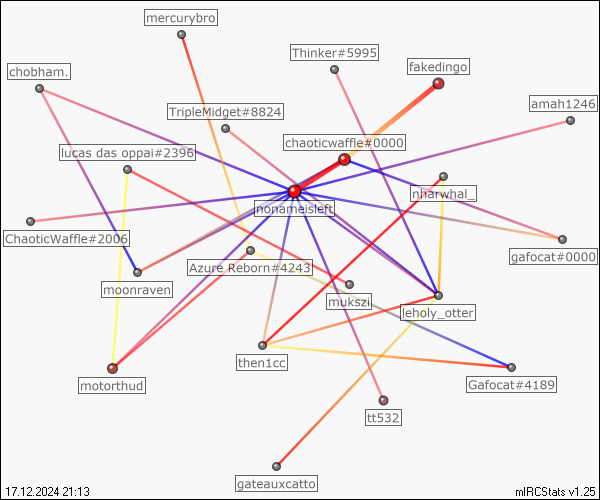 mercurybro
Thinker#5995
fakedingo
chobham.
TripleMidget#8824
amah1246
chaoticwaffle#0000
lucas das oppai#2396
nharwhal_
nonameisleft
ChaoticWaffle#2006
gafocat#0000
Azure Reborn#4243
moonraven
mukszi
leholy_otter
then1cc
motorthud
Gafocat#4189
tt532
gateauxcatto
17.12.2024 21:13
mIRCStats v1.25